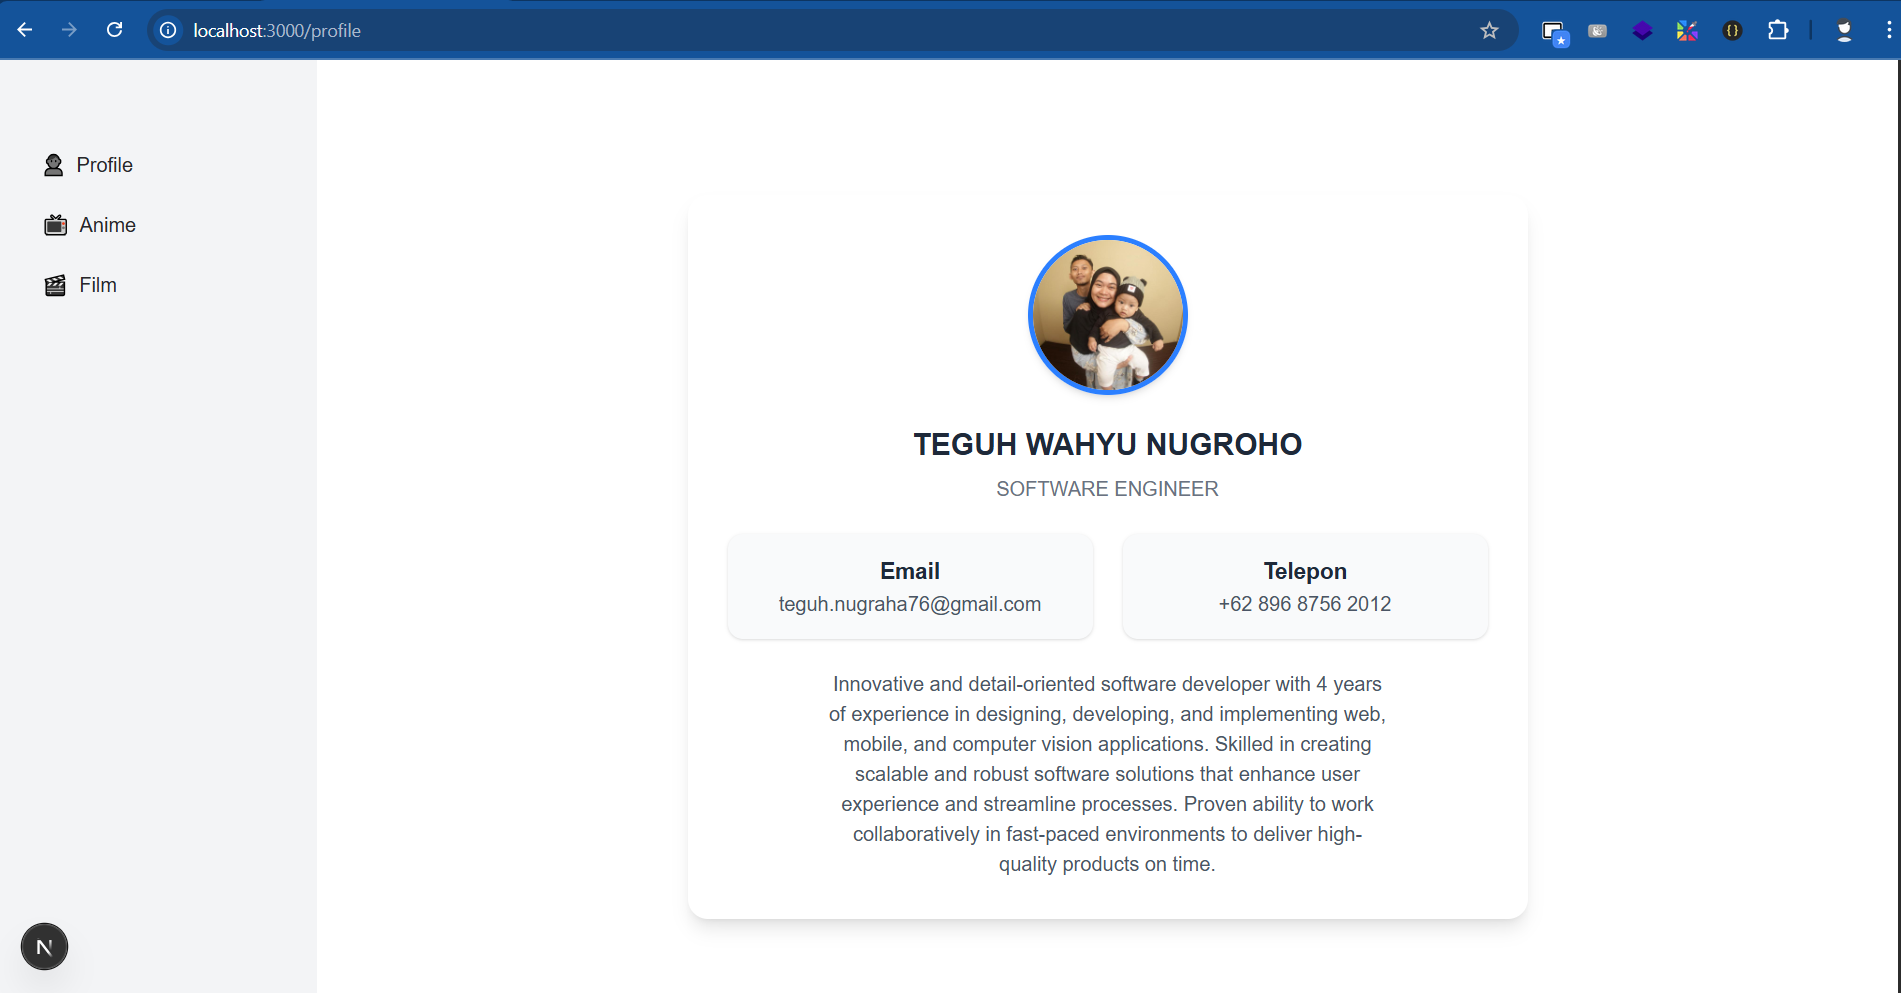 localhost:3000/profile
Profile
Anime
Film
TEGUH WAHYU NUGROHO
SOFTWARE ENGINEER
Email
teguh.nugraha76@gmail.com
Telepon
+62 896 8756 2012
Innovative and detail-oriented software developer with 4 years
of experience in designing, developing, and implementing web,
mobile, and computer vision applications. Skilled in creating
scalable and robust software solutions that enhance user
experience and streamline processes. Proven ability to work
collaboratively in fast-paced environments to deliver high-
quality products on time.
N